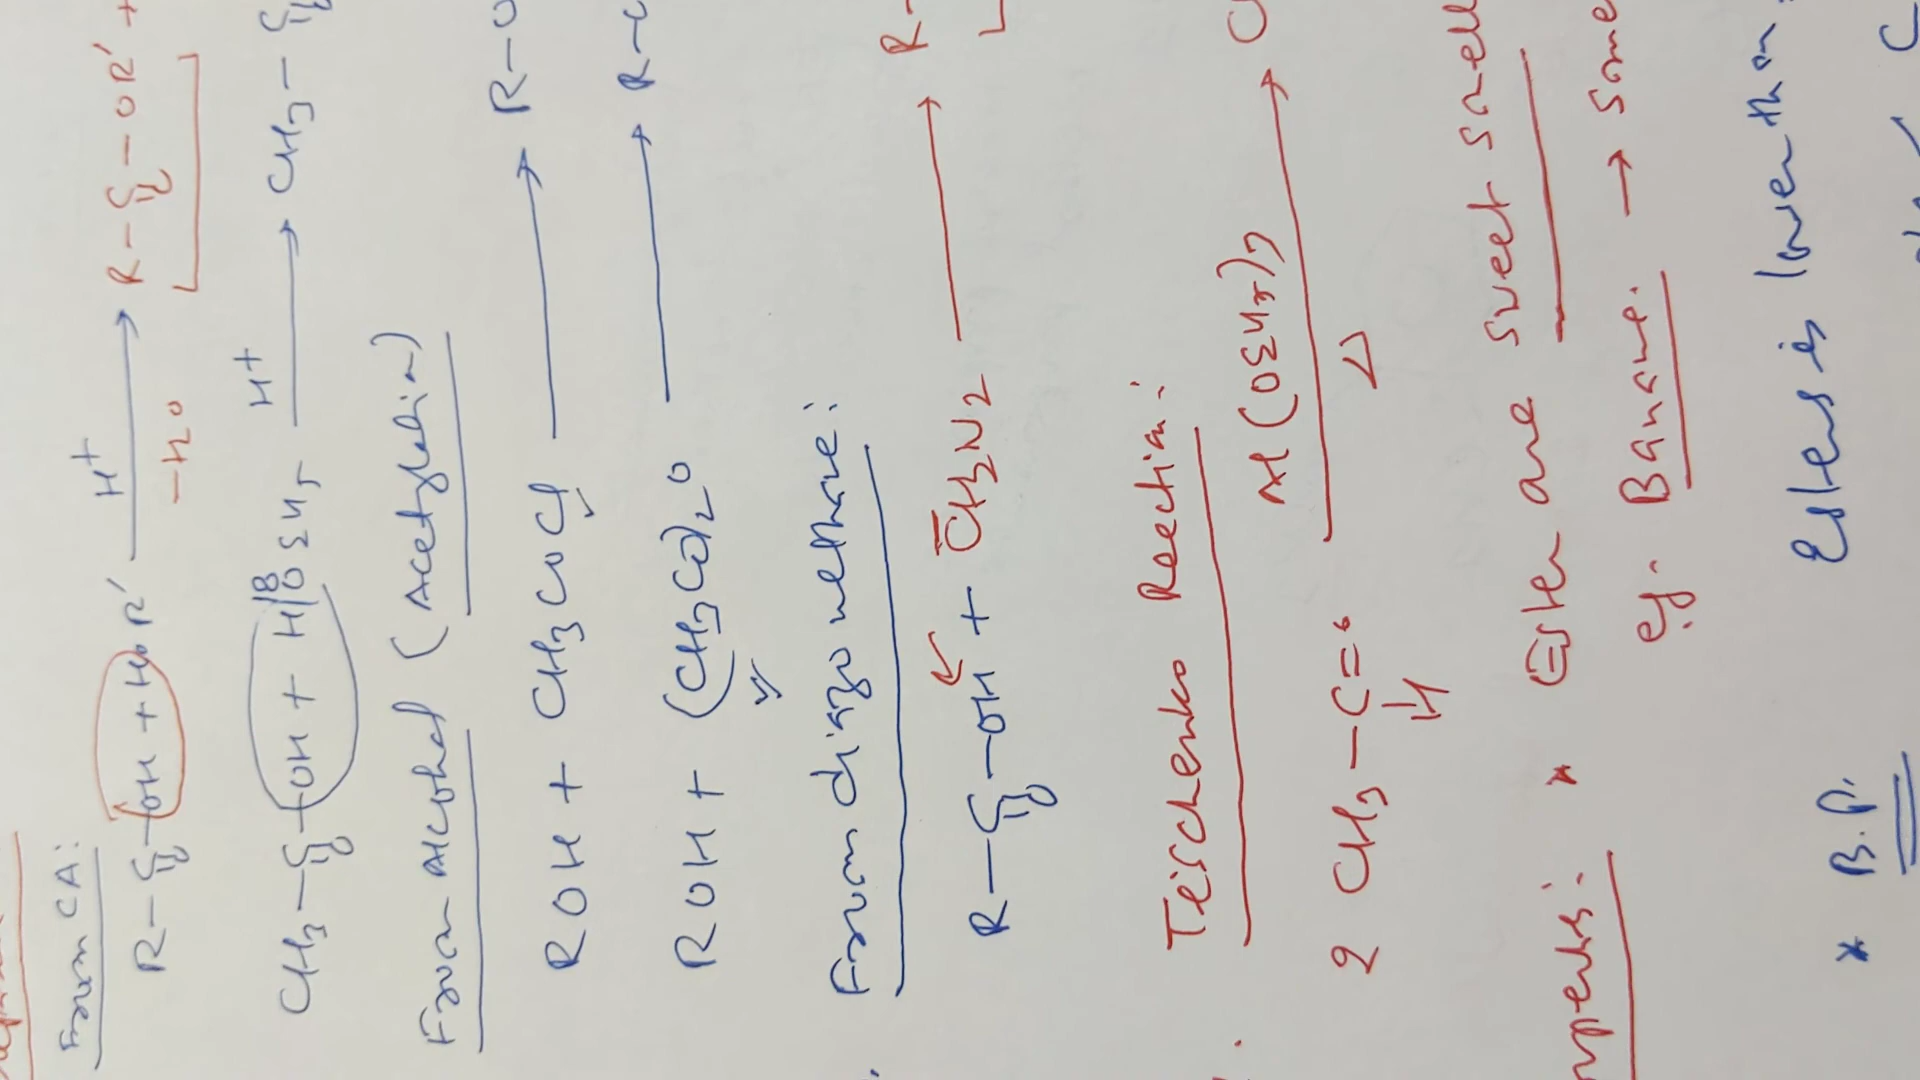 From CA:
R-C-OH + HOR' H+ -H2O → R-C-OR' +
O O
CH3-C-OH + HO18C2H5 H+ → CH3-C
O
From Alcohol (Acetylation)
ROH + CH3COCl → R-O
ROH + (CH3CO)2O → R-O
From diazomethane:
R-C-OH + CH2N2 → R-
O
Tischenko Reaction:
2 CH3-C=O Al(OC2H5)3 Δ →
H
* Ester are sweet smell
eg. Banana. → Some
* B.P. Esters is lower than